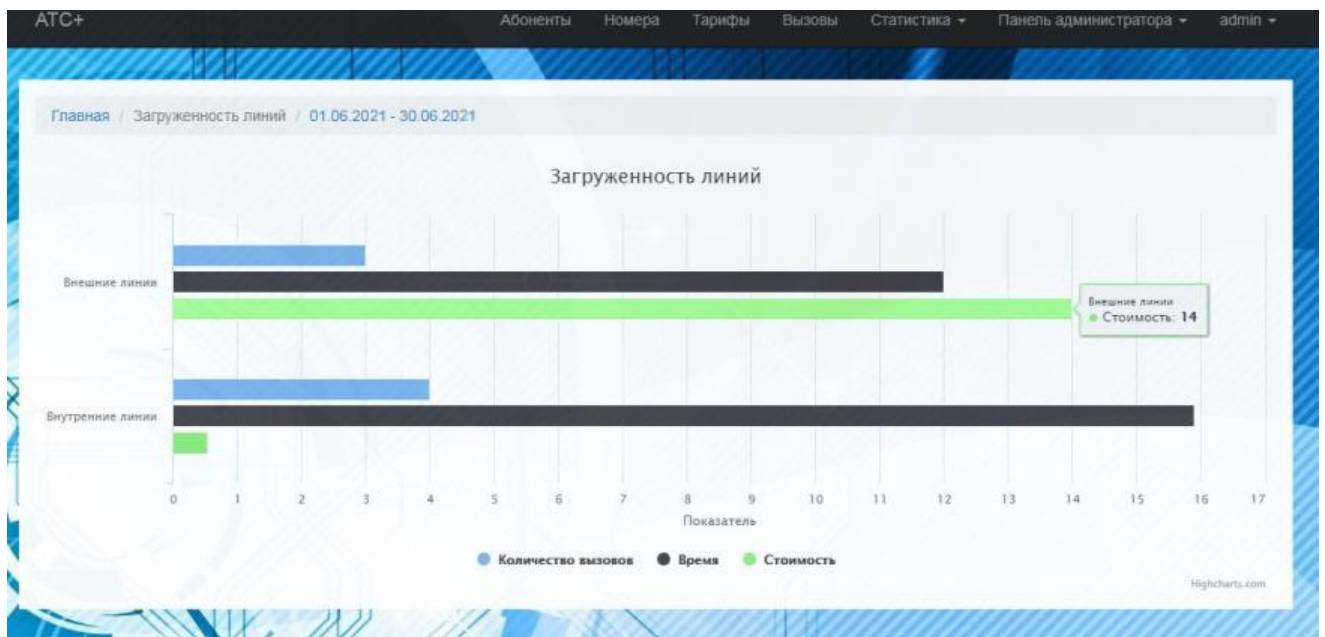 АТС+ Абоненты Номера Тарифы Вызовы Статистика Панель администратора admin
Главная / Загруженность линий / 01.06.2021 - 30.06.2021
Загруженность линий
Внешние линии
Внешние линии
Стоимость: 14
Внутренние линии
0 1 2 3 4 5 6 7 8 9 10 11 12 13 14 15 16 17
Показатель
Количество вызовов Время Стоимость
Highcharts.com